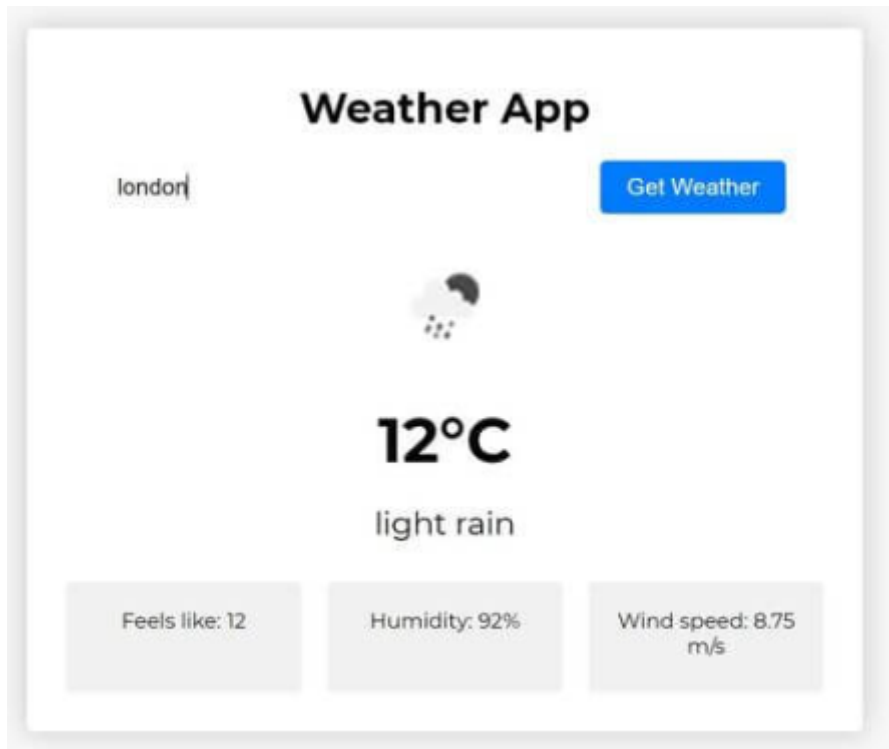 Weather App
london
Get Weather
12°C
light rain
Feels like: 12
Humidity: 92%
Wind speed: 8.75
m/s